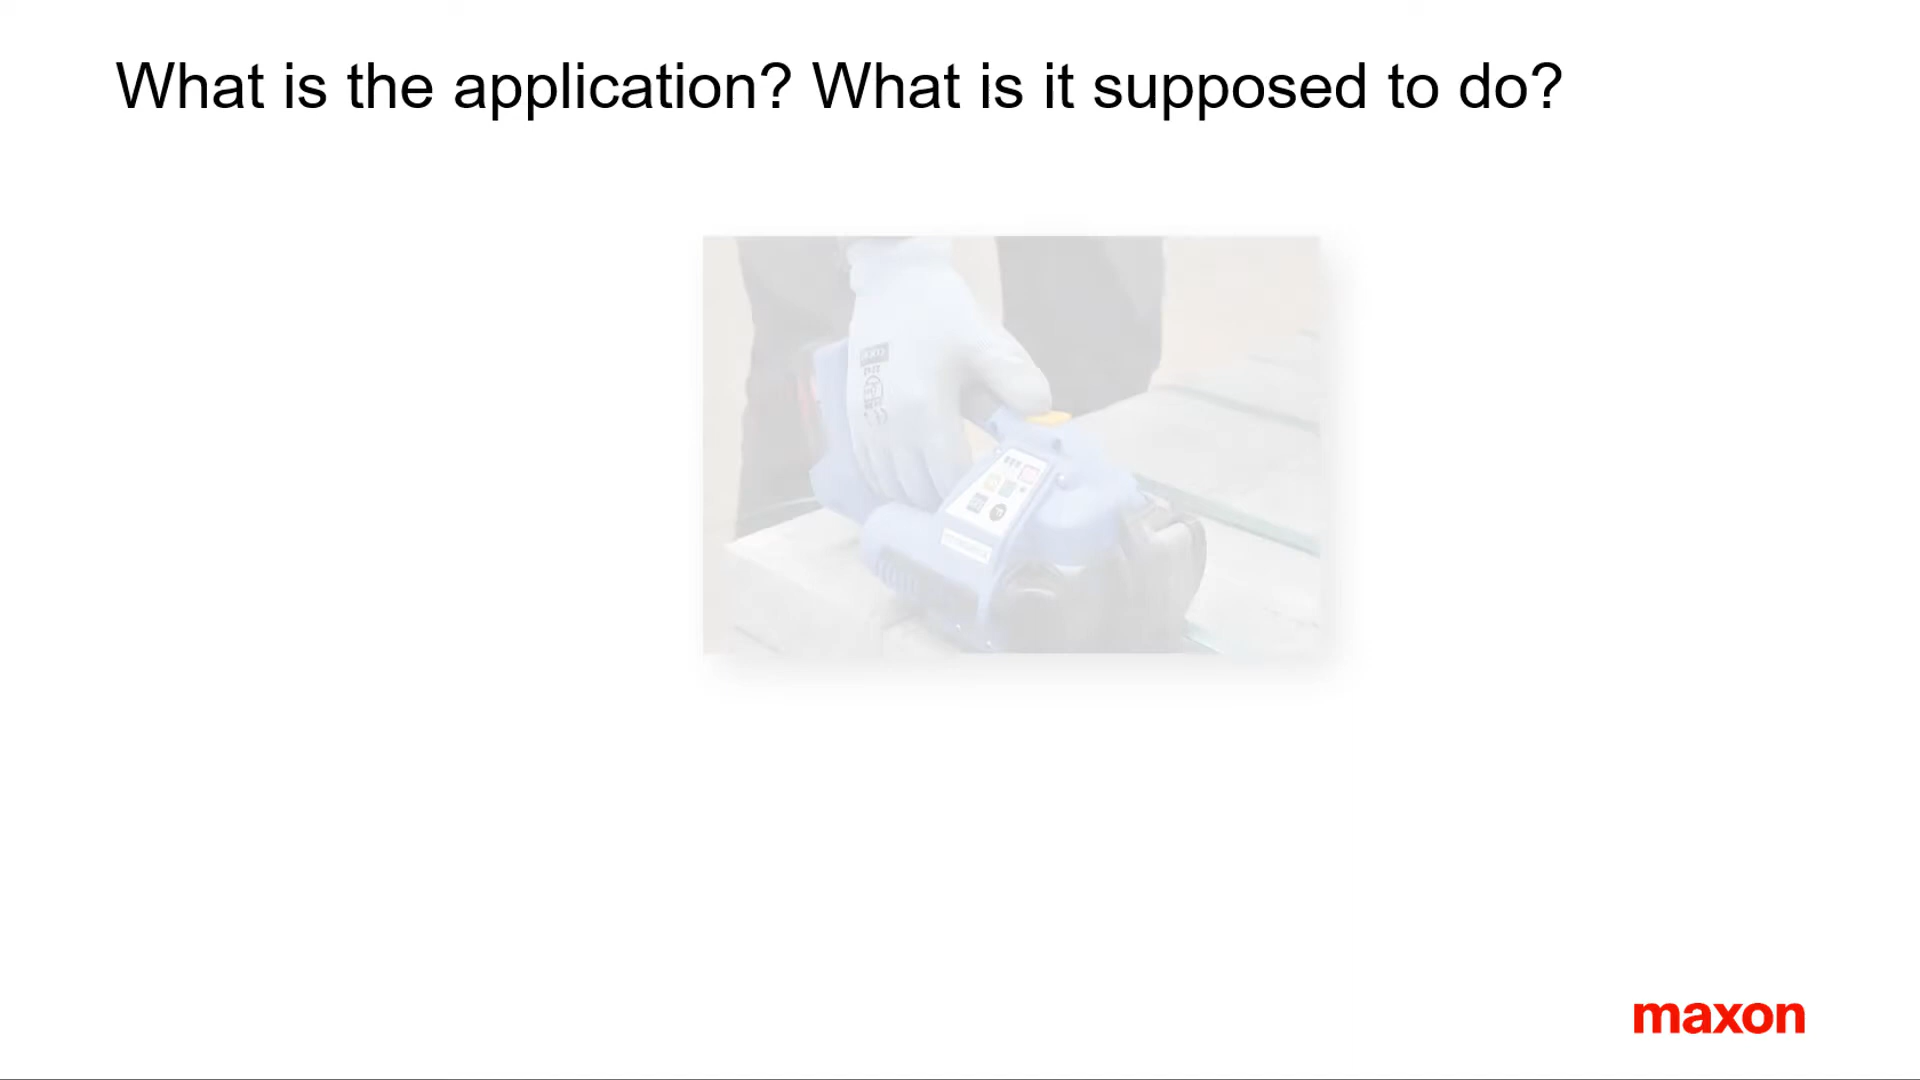 What is the application? What is it supposed to do?
maxon